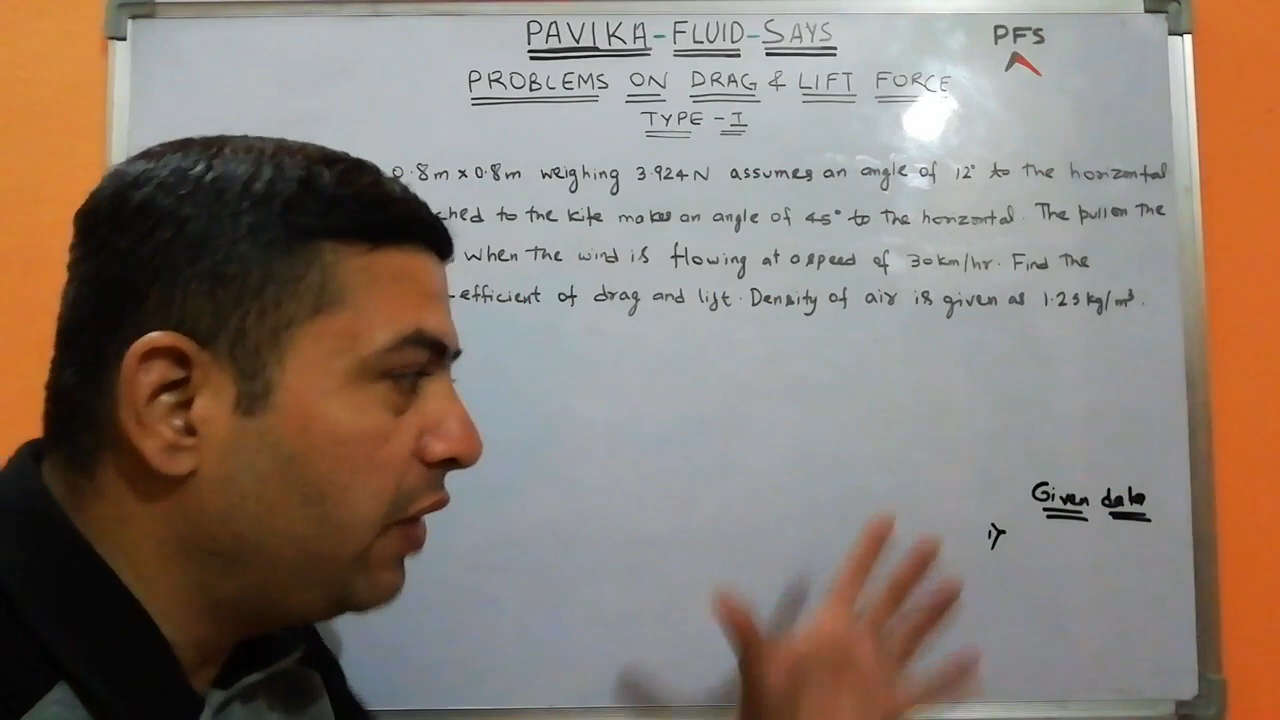 PAVIKA-FLUID-SAYS
PFS
PROBLEMS ON DRAG & LIFT FORCE
TYPE - I
0.8m x 0.8m weighing 3.924N assumes an angle of 12° to the horizontal
ched to the kite makes an angle of 45° to the horizontal. The pull on the
when the wind is flowing at a speed of 30km/hr. Find the
-efficient of drag and lift. Density of air is given as 1.25 kg/m³.
Given data
1)